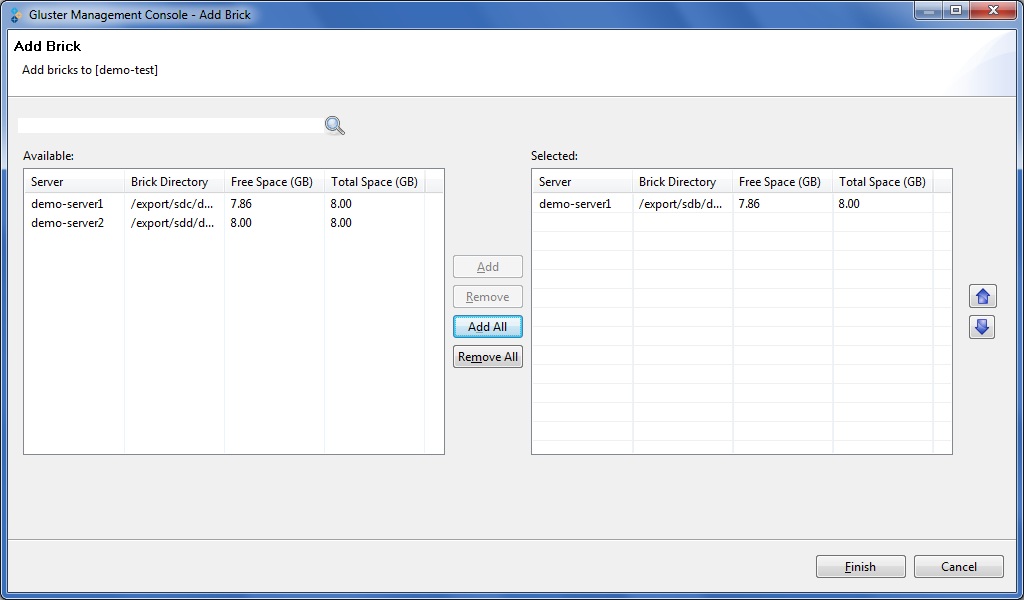 Gluster Management Console - Add Brick
Add Brick
Add bricks to [demo-test]
Available:
Server Brick Directory Free Space (GB) Total Space (GB)
demo-server1 /export/sdc/d... 7.86 8.00
demo-server2 /export/sdd/d... 8.00 8.00
Add
Remove
Add All
Remove All
Selected:
Server Brick Directory Free Space (GB) Total Space (GB)
demo-server1 /export/sdb/d... 7.86 8.00
Finish Cancel